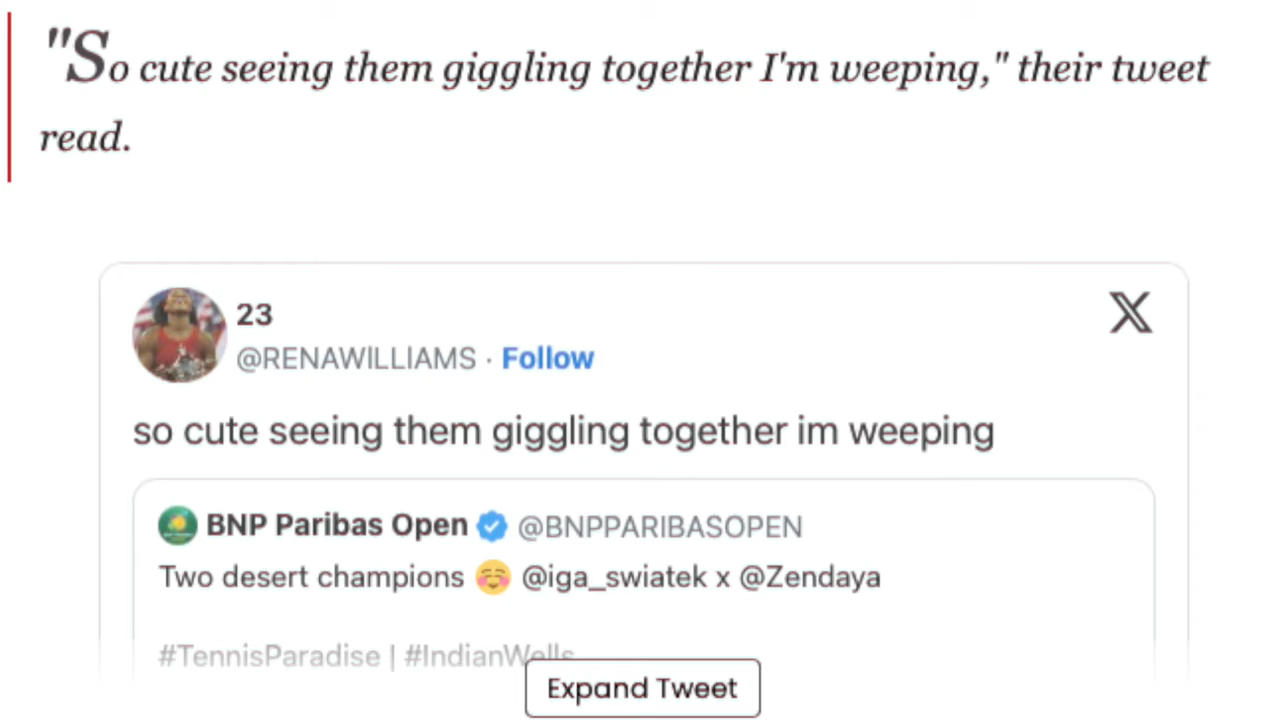 "So cute seeing them giggling together I'm weeping," their tweet
read.
23
@RENAWILLIAMS · Follow
so cute seeing them giggling together im weeping
BNP Paribas Open @BNPPARIBASOPEN
Two desert champions ☺️ @iga_swiatek x @Zendaya
#TennisParadise | #IndianWells
Expand Tweet